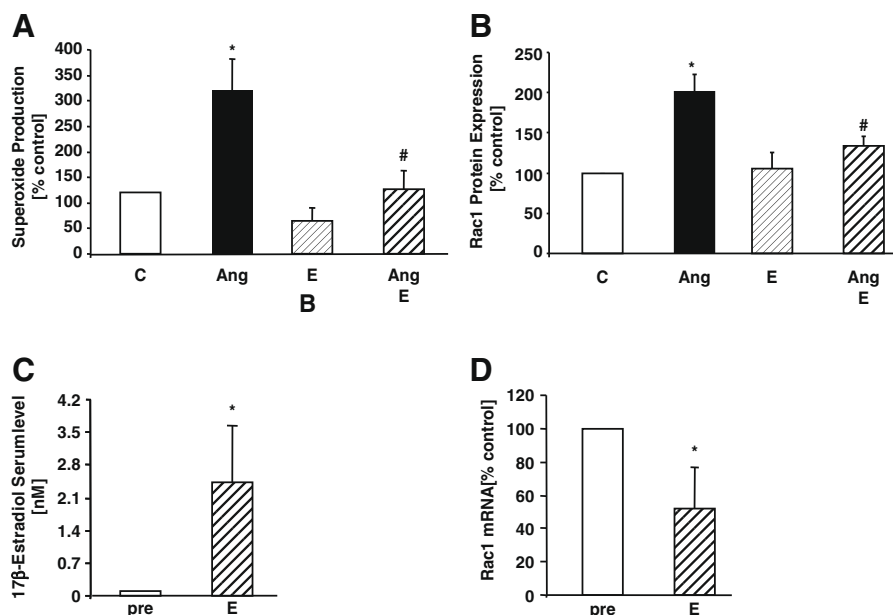 A
Superoxide Production
[% control]
400
350
300
250
200
150
100
50
0
*
#
C Ang E Ang
E
B
B
Rac1 Protein Expression
[% control]
250
200
150
100
50
0
*
#
C Ang E Ang
E
C
17β-Estradiol Serumlevel
[nM]
4.2
3.5
2.8
2.1
1.4
0.7
0
*
pre E
D
Rac1 mRNA[% control]
120
100
80
60
40
20
0
*
pre E